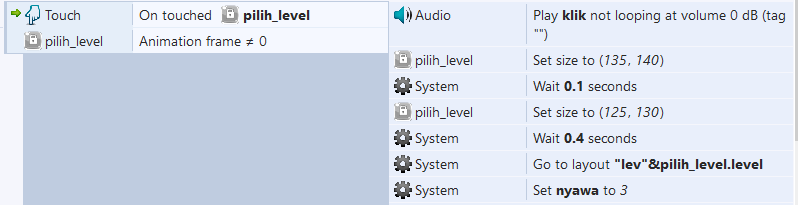 Touch On touched pilih_level
pilih_level Animation frame ≠ 0
Audio Play klik not looping at volume 0 dB (tag
"")
pilih_level Set size to (135, 140)
System Wait 0.1 seconds
pilih_level Set size to (125, 130)
System Wait 0.4 seconds
System Go to layout "lev"&pilih_level.level
System Set nyawa to 3